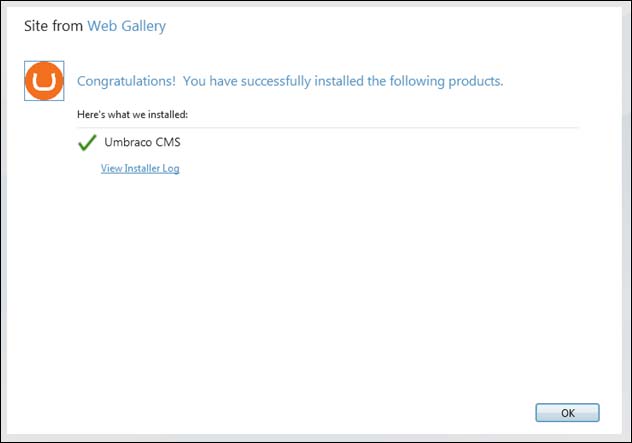 Site from Web Gallery
Congratulations! You have successfully installed the following products.
Here's what we installed:
Umbraco CMS
View Installer Log
OK